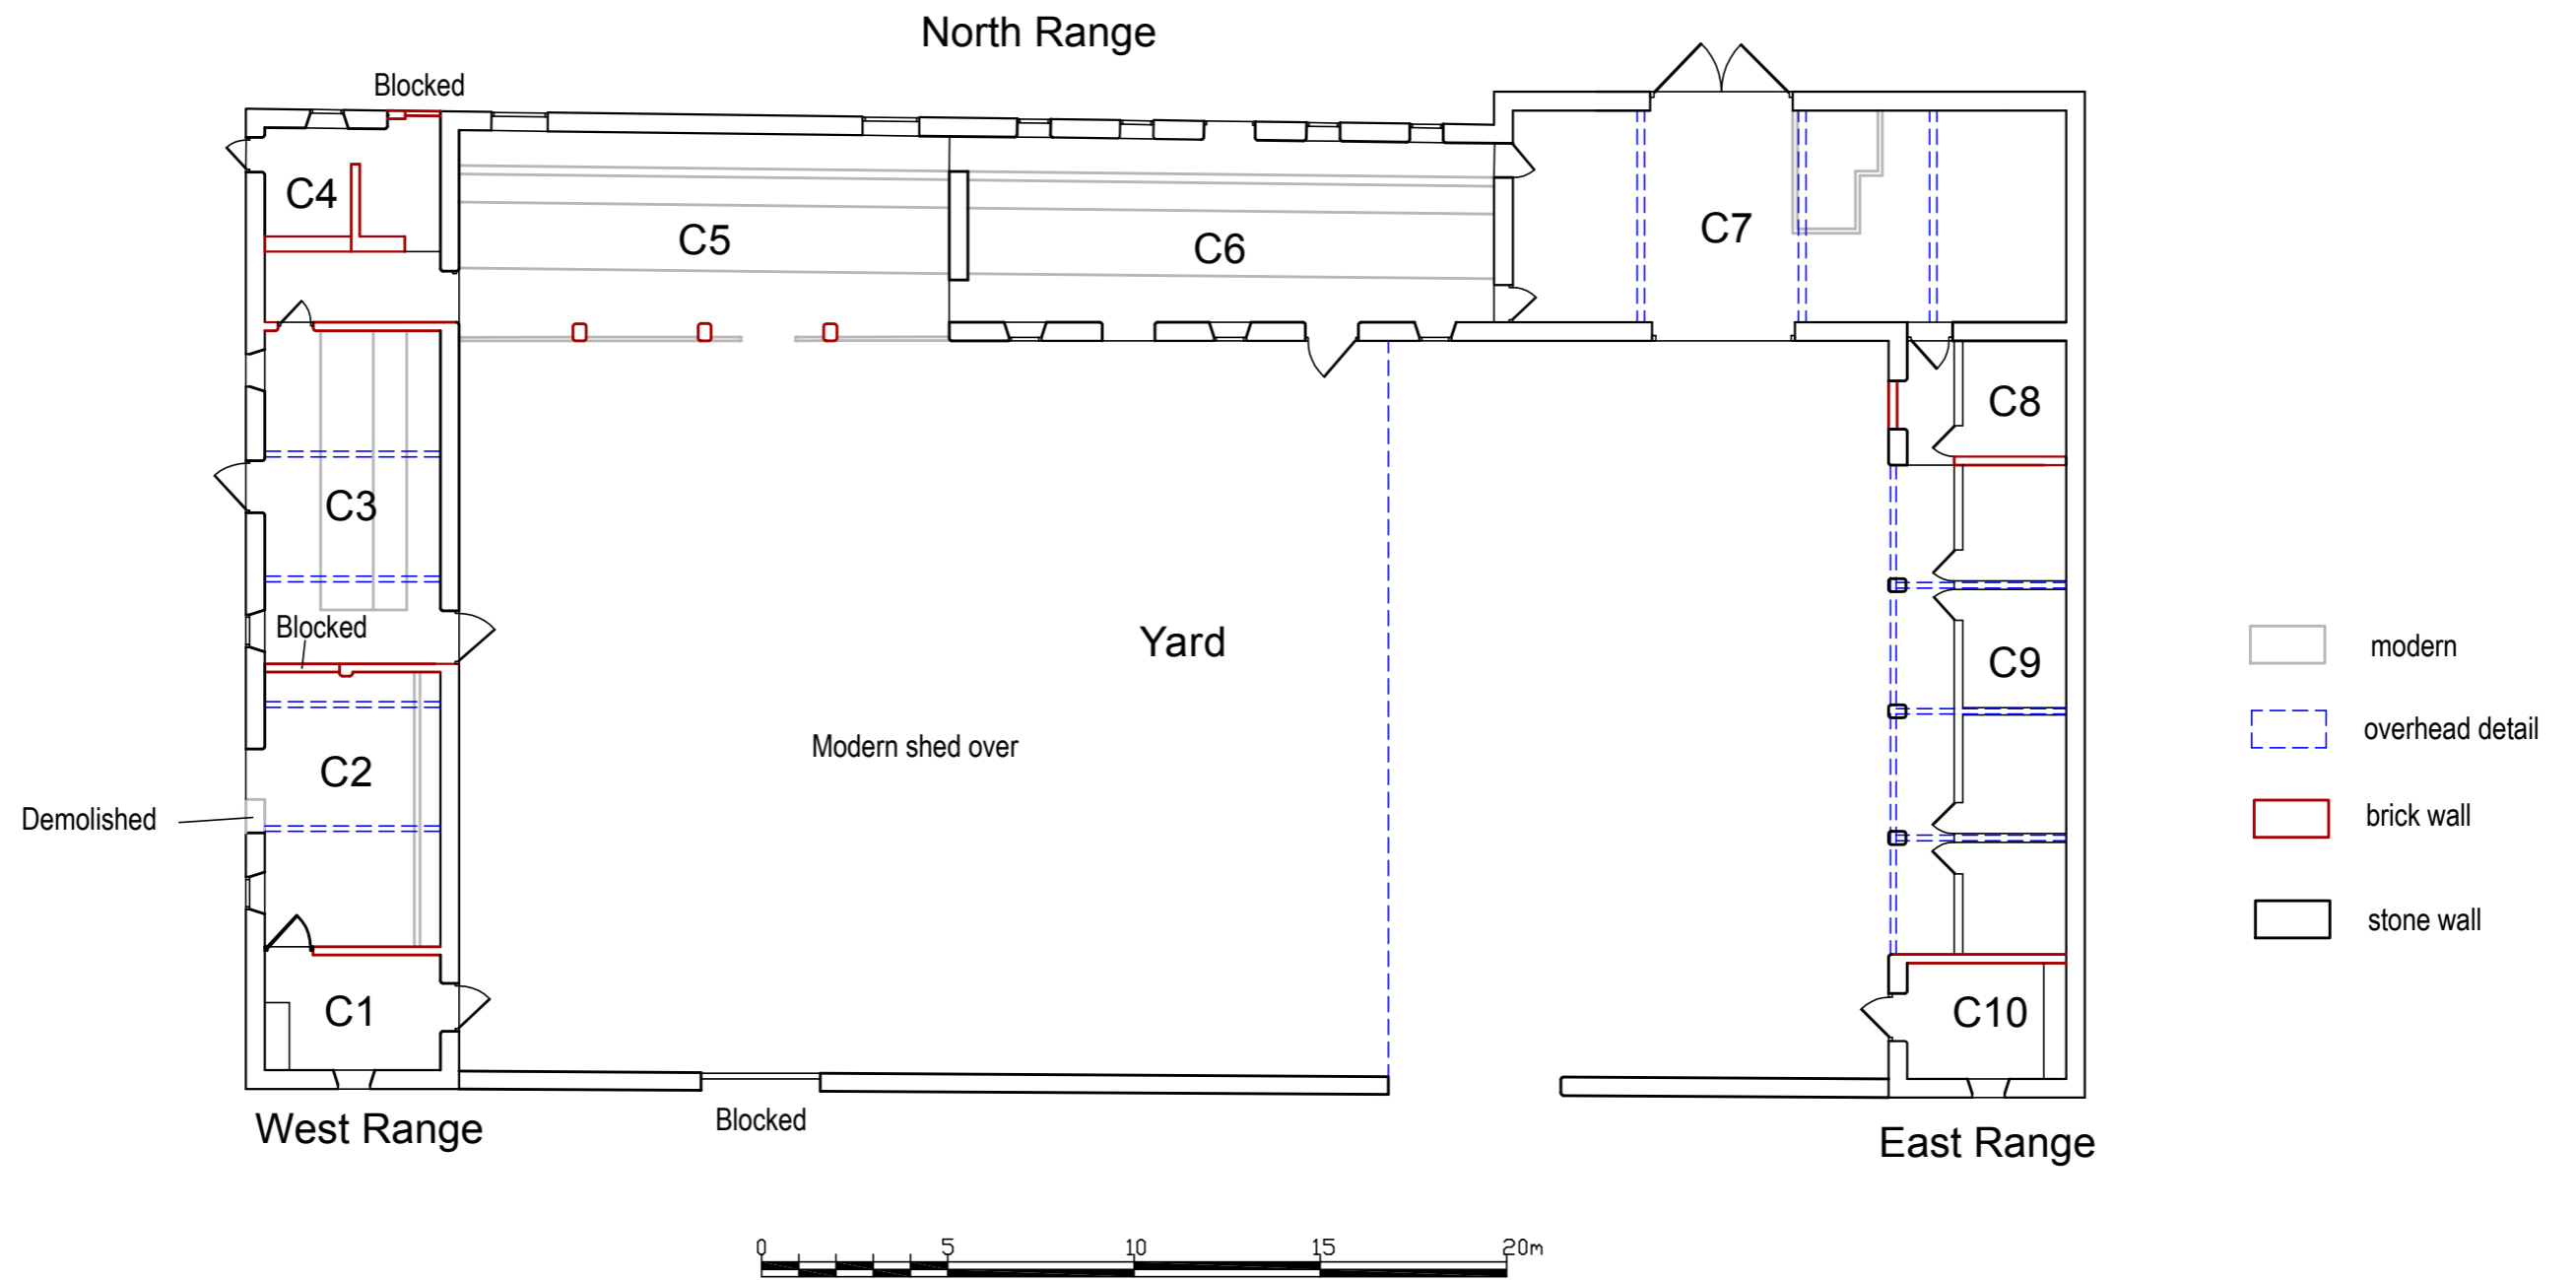 North Range
Blocked
C4
C5
C6
C7
C8
C3
Blocked
Yard
C9
modern
overhead detail
Modern shed over
C2
Demolished
brick wall
stone wall
C1
C10
Blocked
West Range
East Range
0 5 10 15 20m